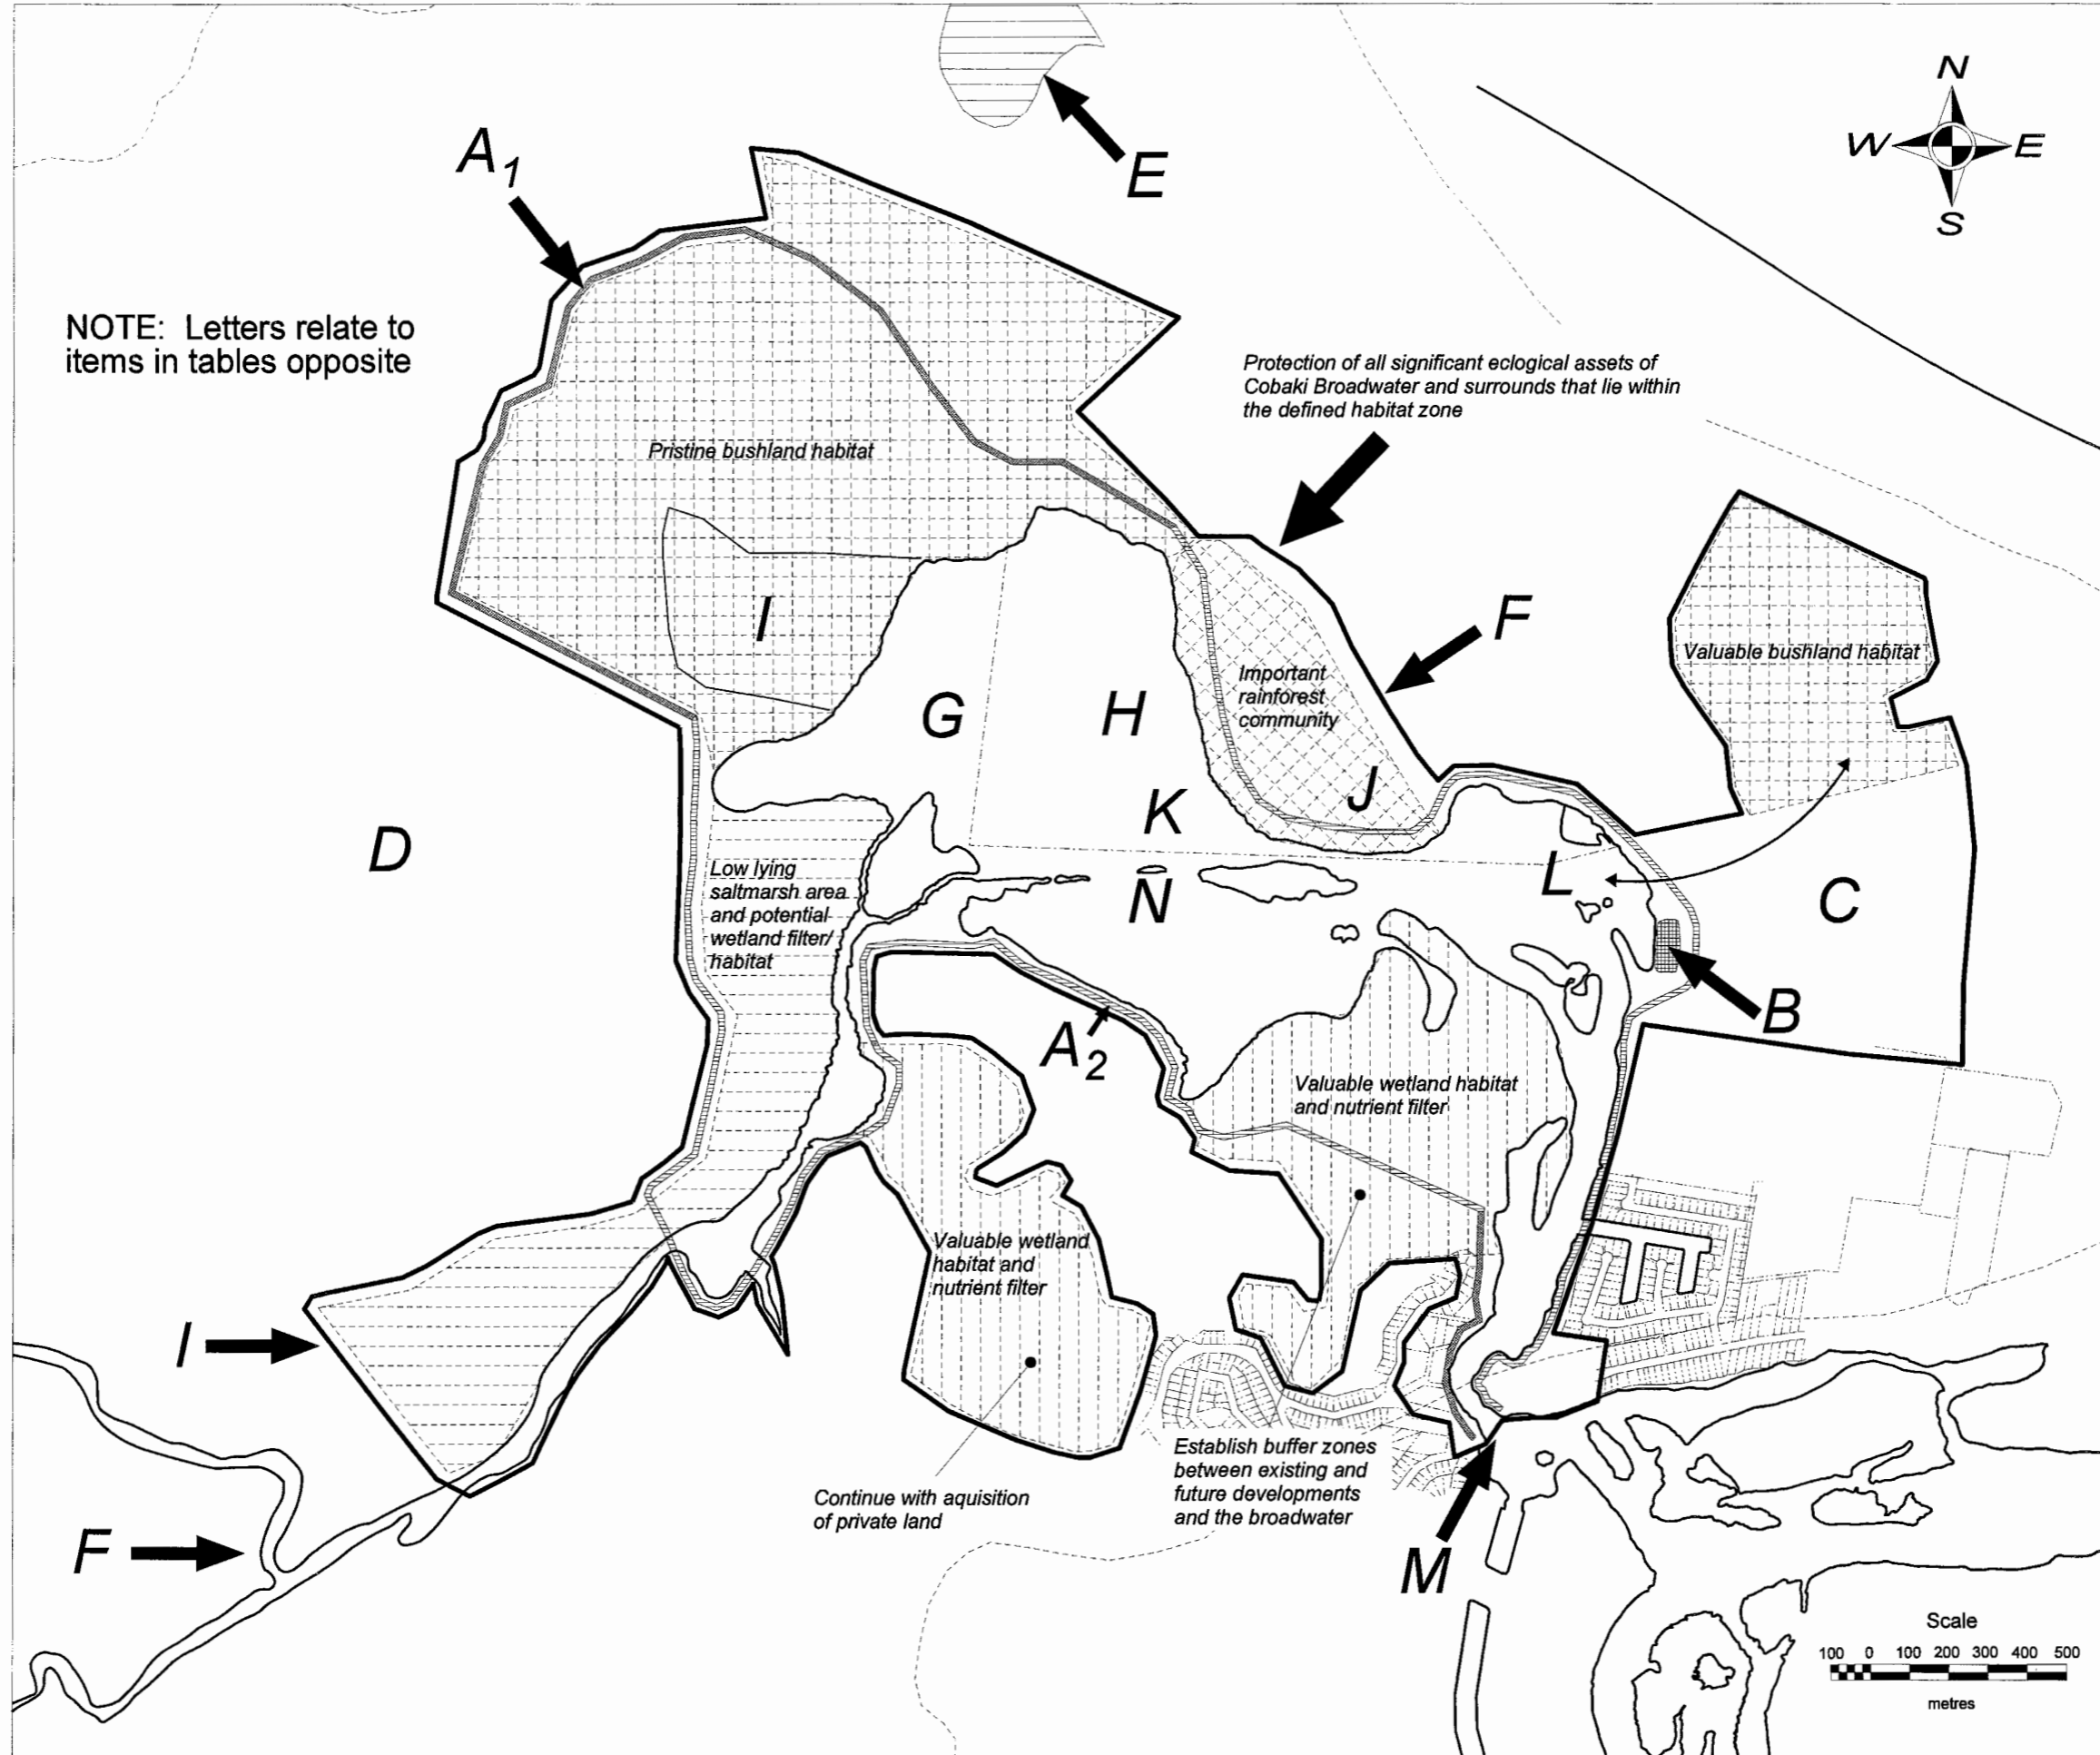 N
W E
S
A1
E
NOTE: Letters relate to
items in tables opposite
Protection of all significant eclogical assets of
Cobaki Broadwater and surrounds that lie within
the defined habitat zone
Pristine bushland habitat
I
F
Valuable bushland habitat
Important
rainforest
community
G
H
J
K
D
Low lying
saltmarsh area
and potential
wetland filter/
habitat
N
L
C
B
A2
Valuable wetland habitat
and nutrient filter
Valuable wetland
habitat and
nutrient filter
I
Continue with aquisition
of private land
Establish buffer zones
between existing and
future developments
and the broadwater
F
M
Scale
100 0 100 200 300 400 500
metres